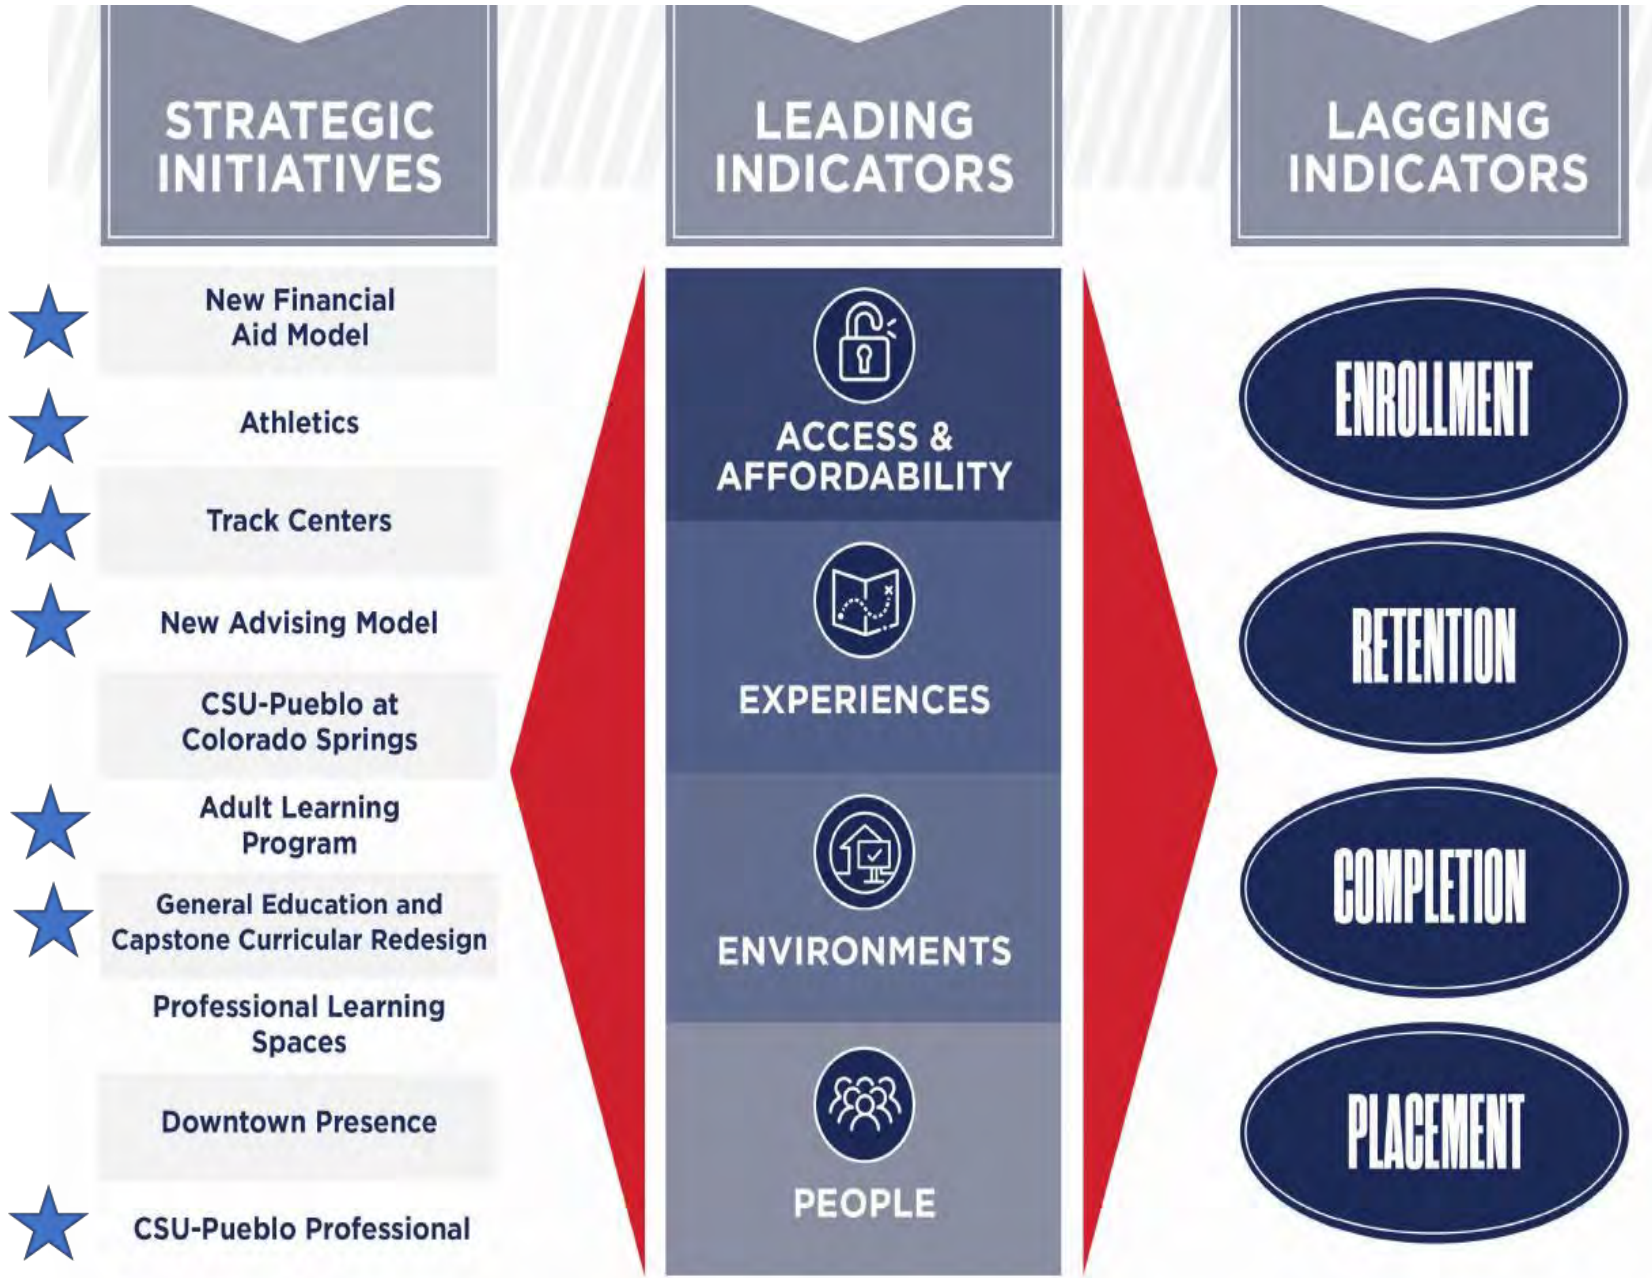 STRATEGIC
INITIATIVES
New Financial
Aid Model
Athletics
Track Centers
New Advising Model
CSU-Pueblo at
Colorado Springs
Adult Learning
Program
General Education and
Capstone Curricular Redesign
Professional Learning
Spaces
Downtown Presence
CSU-Pueblo Professional
LEADING
INDICATORS
ACCESS &
AFFORDABILITY
EXPERIENCES
ENVIRONMENTS
PEOPLE
LAGGING
INDICATORS
ENROLLMENT
RETENTION
COMPLETION
PLACEMENT